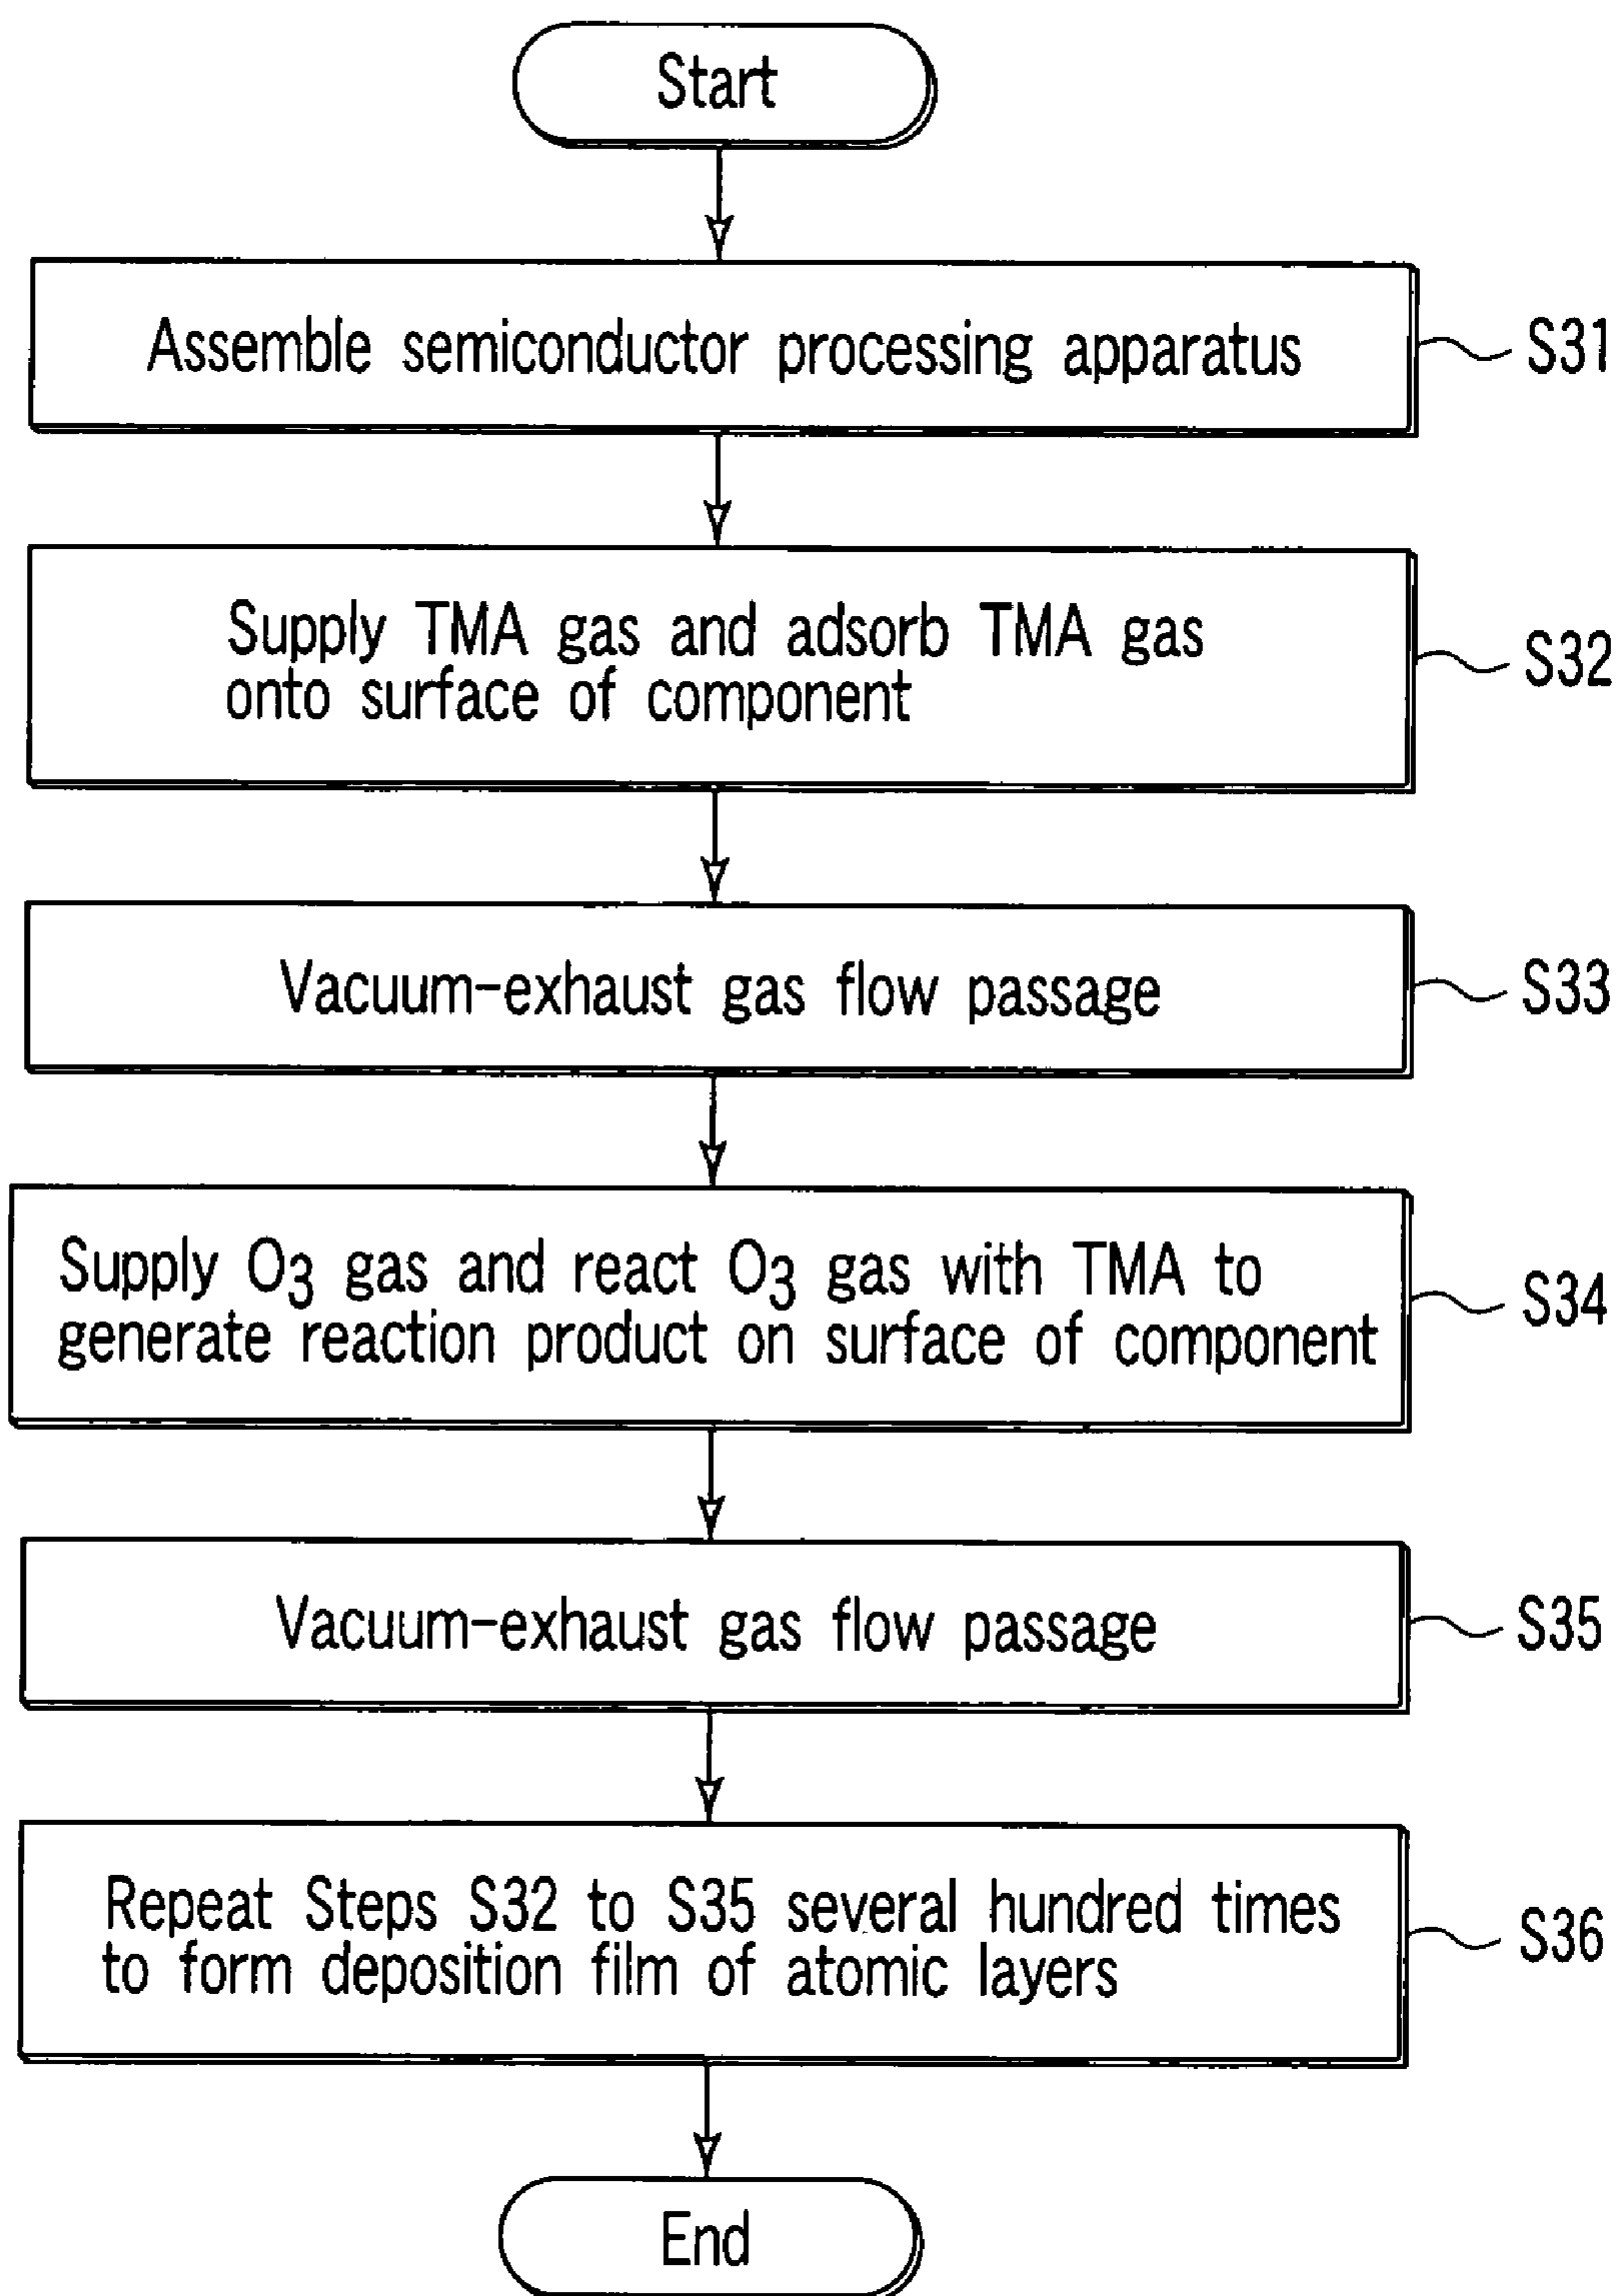 Start
Assemble semiconductor processing apparatus
S31
Supply TMA gas and adsorb TMA gas
onto surface of component
S32
Vacuum-exhaust gas flow passage
S33
Supply O3 gas and react O3 gas with TMA to
generate reaction product on surface of component
S34
Vacuum-exhaust gas flow passage
S35
Repeat Steps S32 to S35 several hundred times
to form deposition film of atomic layers
S36
End